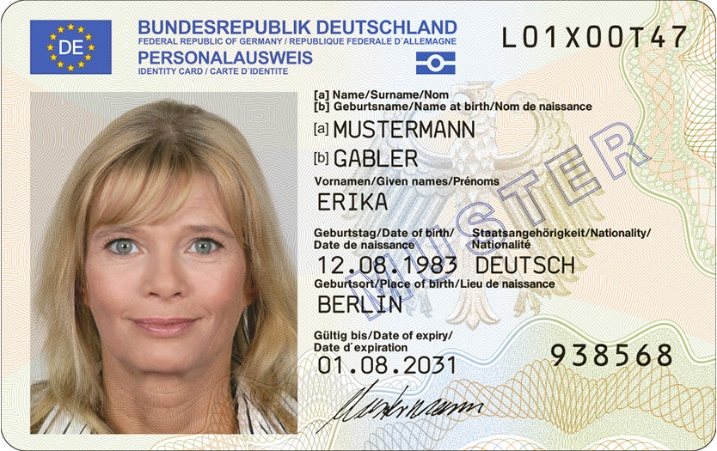 DE
BUNDESREPUBLIK DEUTSCHLAND
FEDERAL REPUBLIC OF GERMANY / REPUBLIQUE FEDERALE D´ALLEMAGNE
PERSONALAUSWEIS
IDENTITY CARD / CARTE D´IDENTITE
L01X00T47
[a] Name/Surname/Nom
[b] Geburtsname/Name at birth/Nom de naissance
[a] MUSTERMANN
[b] GABLER
Vornamen/Given names/Prénoms
ERIKA
Geburtstag/Date of birth/
Date de naissance
Staatsangehörigkeit/Nationality/
Nationalité
12.08.1983 DEUTSCH
Geburtsort/Place of birth/Lieu de naissance
BERLIN
Gültig bis/Date of expiry/
Date d´expiration
01.08.2031
938568
Mustermann
MUSTER